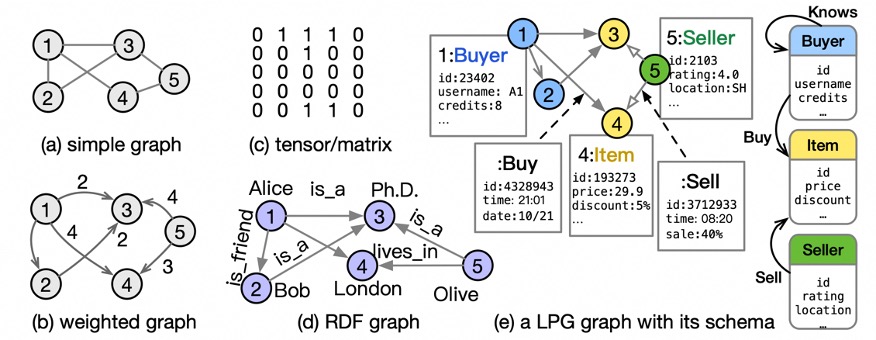 1
3
2
4
5
(a) simple graph
0 1 1 1 0
0 0 1 0 0
0 0 0 0 0
0 0 0 0 0
0 0 1 1 0
(c) tensor/matrix
2
1
3
4
4
2
5
3
2
4
(b) weighted graph
Alice
is_a
Ph.D.
1
3
is_friend
is_a
is_a
lives_in
4
5
2
Bob
London
Olive
(d) RDF graph
1:Buyer
id:23402
username: A1
credits:8
...
1
3
2
5
4
5:Seller
id:2103
rating:4.0
location:SH
...
:Buy
id:4328943
time: 21:01
date:10/21
4:Item
id:193273
price:29.9
discount:5%
...
:Sell
id:3712933
time: 08:20
sale:40%
(e) a LPG graph with its schema
Knows
Buyer
id
username
credits
...
Buy
Item
id
price
discount
...
Seller
Sell
id
rating
location
...